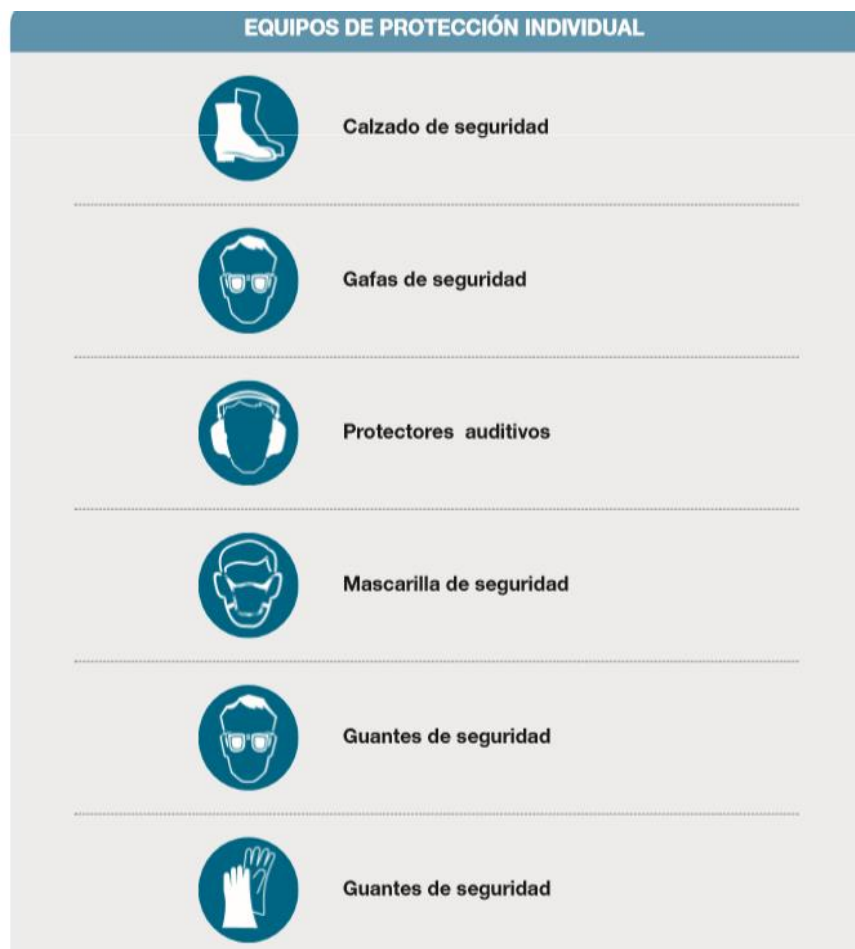 EQUIPOS DE PROTECCIÓN INDIVIDUAL
Calzado de seguridad
Gafas de seguridad
Protectores auditivos
Mascarilla de seguridad
Guantes de seguridad
Guantes de seguridad